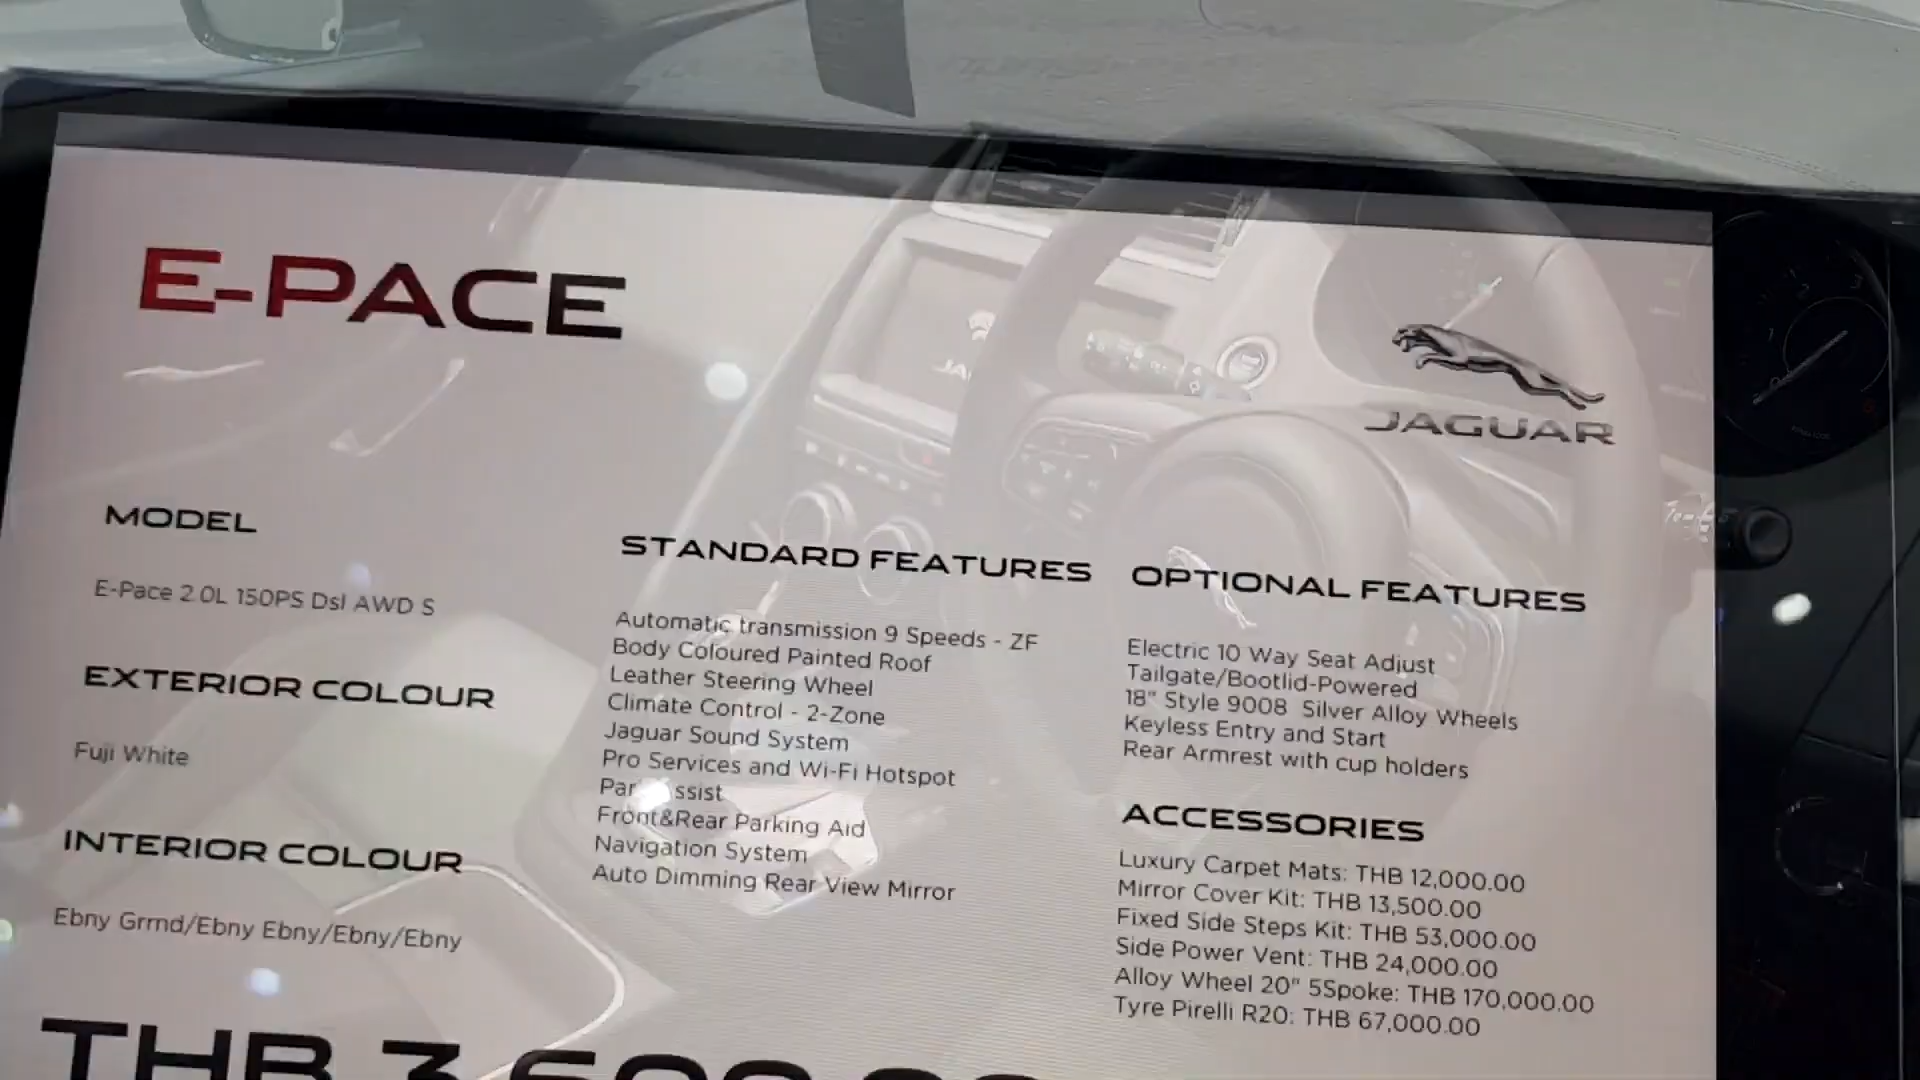 E-PACE
JAGUAR
MODEL
E-Pace 2.0L 150PS Dsl AWD S
EXTERIOR COLOUR
Fuji White
INTERIOR COLOUR
Ebny Grmd/Ebny Ebny/Ebny/Ebny
STANDARD FEATURES
Automatic transmission 9 Speeds - ZF
Body Coloured Painted Roof
Leather Steering Wheel
Climate Control - 2-Zone
Jaguar Sound System
Pro Services and Wi-Fi Hotspot
Front&Rear Parking Aid
Navigation System
Auto Dimming Rear View Mirror
OPTIONAL FEATURES
Electric 10 Way Seat Adjust
Tailgate/Bootlid-Powered
18" Style 9008 Silver Alloy Wheels
Keyless Entry and Start
Rear Armrest with cup holders
ACCESSORIES
Luxury Carpet Mats: THB 12,000.00
Mirror Cover Kit: THB 13,500.00
Fixed Side Steps Kit: THB 53,000.00
Side Power Vent: THB 24,000.00
Alloy Wheel 20" 5Spoke: THB 170,000.00
Tyre Pirelli R20: THB 67,000.00
THB